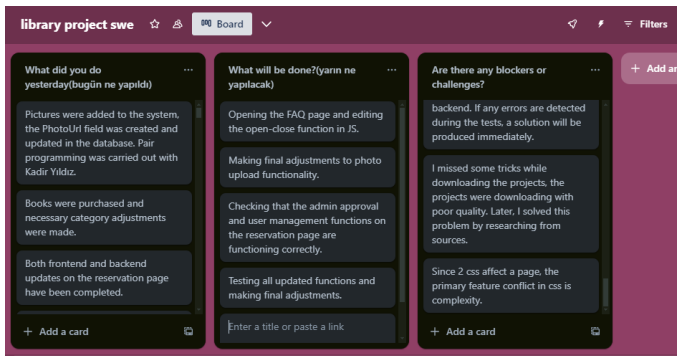 library project swe
Board
Filters
What did you do
yesterday(bugün ne yapıldı)
Pictures were added to the system,
the PhotoUrl field was created and
updated in the database. Pair
programming was carried out with
Kadir Yıldız.
Books were purchased and
necessary category adjustments
were made.
Both frontend and backend
updates on the reservation page
have been completed.
+ Add a card
What will be done?(yarın ne
yapılacak)
Opening the FAQ page and editing
the open-close function in JS.
Making final adjustments to photo
upload functionality.
Checking that the admin approval
and user management functions on
the reservation page are
functioning correctly.
Testing all updated functions and
making final adjustments.
Enter a title or paste a link
Are there any blockers or
challenges?
backend. If any errors are detected
during the tests, a solution will be
produced immediately.
I missed some tricks while
downloading the projects, the
projects were downloading with
poor quality. Later, I solved this
problem by researching from
sources.
Since 2 css affect a page, the
primary feature conflict in css is
complexity.
+ Add a card
+ Add